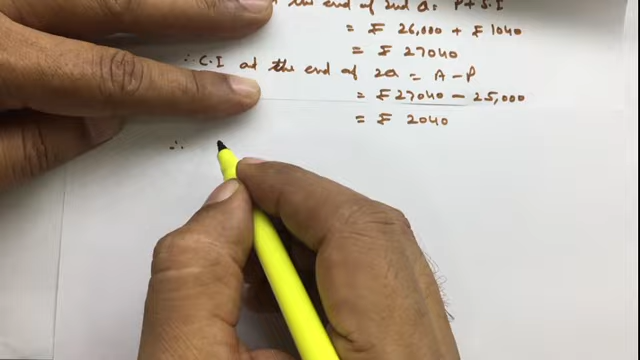 the end of 2nd a = P + S.I
= ₹ 26,000 + ₹ 1040
= ₹ 27040
∴ C.I at the end of 2a = A - P
= ₹ 27040 - 25,000
= ₹ 2040
∴